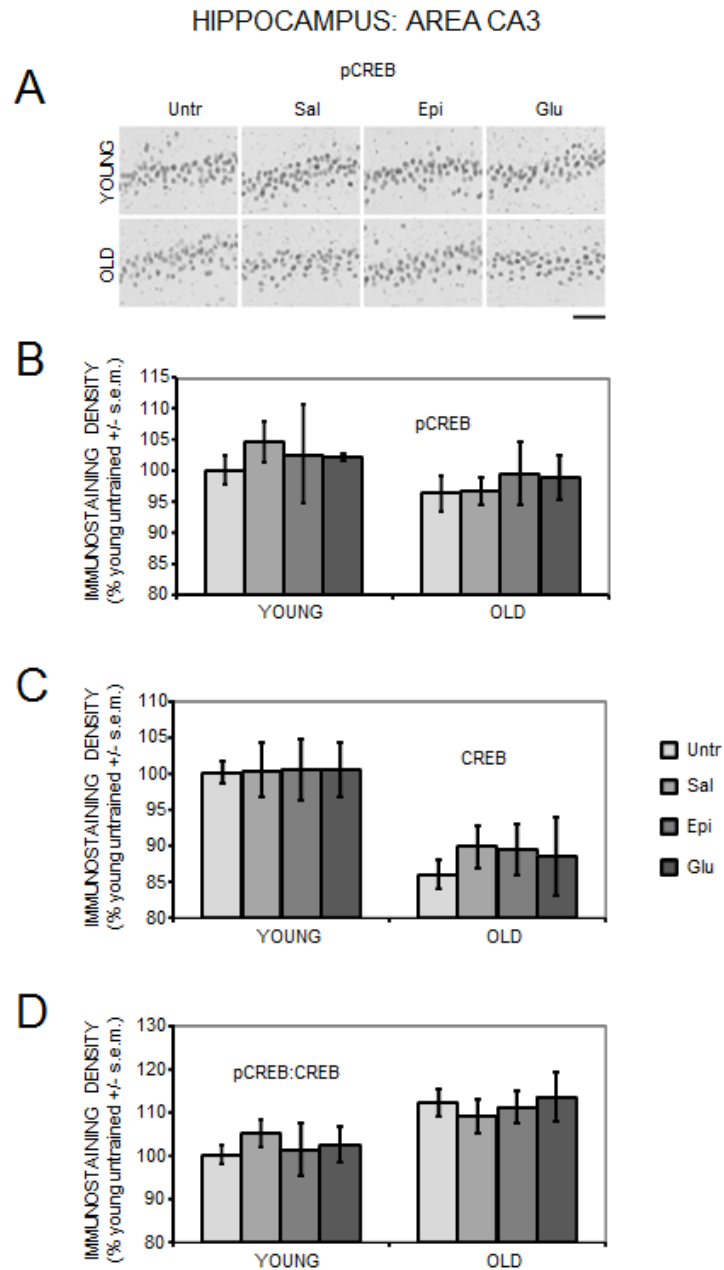 HIPPOCAMPUS: AREA CA3
A
pCREB
Untr Sal Epi Glu
YOUNG
OLD
B
IMMUNOSTAINING DENSITY
(% young untrained +/- s.e.m.)
115
110
105
100
95
90
85
80
pCREB
YOUNG OLD
C
IMMUNOSTAINING DENSITY
(% young untrained +/- s.e.m.)
110
105
100
95
90
85
80
CREB
YOUNG OLD
Untr
Sal
Epi
Glu
D
IMMUNOSTAINING DENSITY
(% young untrained +/- s.e.m.)
130
120
110
100
90
80
pCREB:CREB
YOUNG OLD